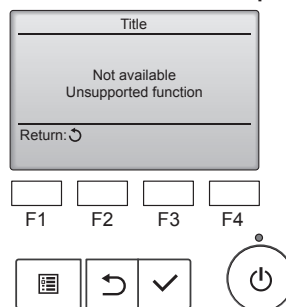 Title
Not available
Unsupported function
Return:
F1 F2 F3 F4